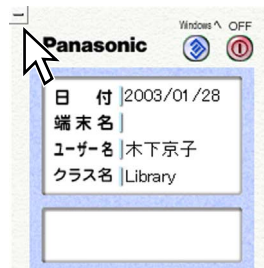 Windowsへ OFF
Panasonic
日 付 2003/01/28
端末名
ユーザー名 木下京子
クラス名 Library